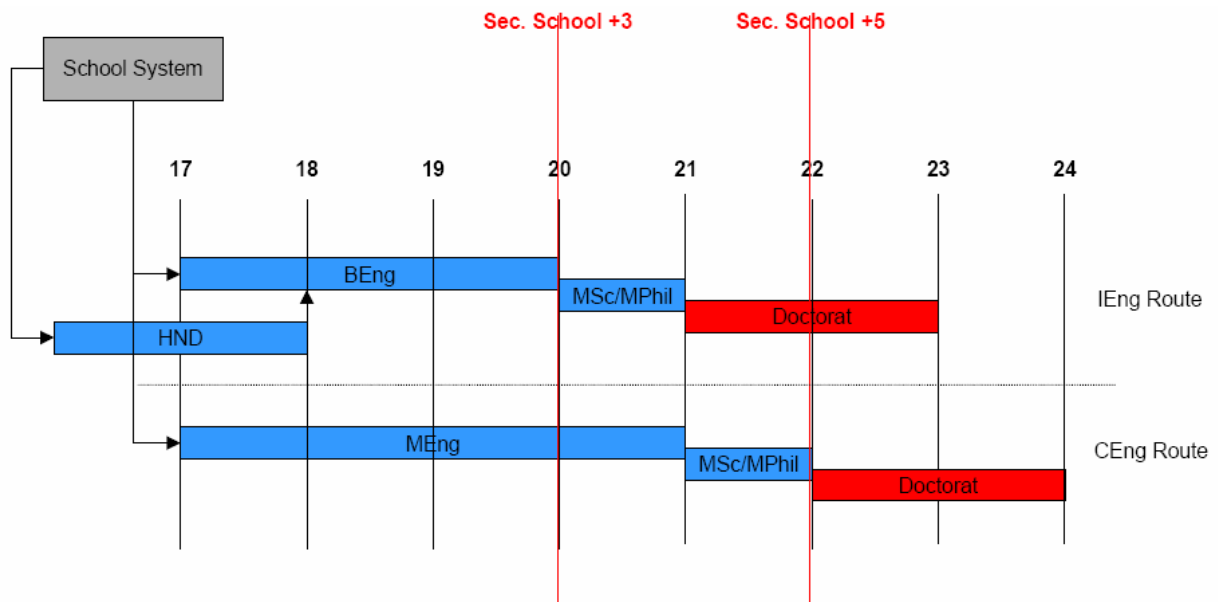 Sec. School +3
Sec. School +5
School System
17
18
19
20
21
22
23
24
BEng
MSc/MPhil
IEng Route
Doctorat
HND
MEng
MSc/MPhil
CEng Route
Doctorat